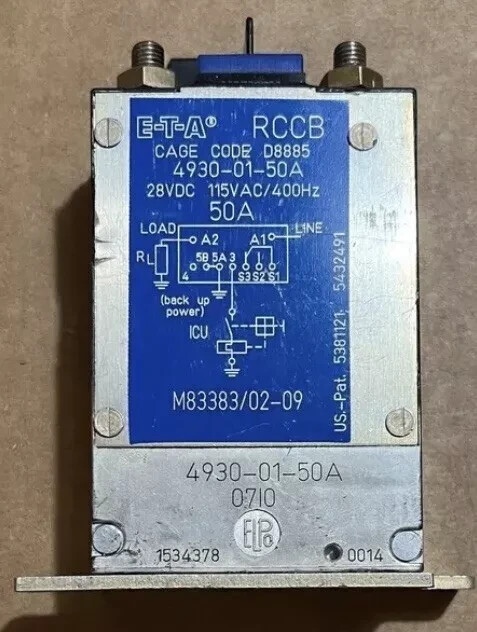 E-T-A® RCCB
CAGE CODE D8885
4930-01-50A
28VDC 115VAC/400Hz
50A
LOAD LINE
A2 A1
RL
5B 5A 3
4 S3 S2 S1
(back up
power)
ICU
M83383/02-09
US.-Pat. 5381121, 5432491
4930-01-50A
0710
ELPO
1534378 0014